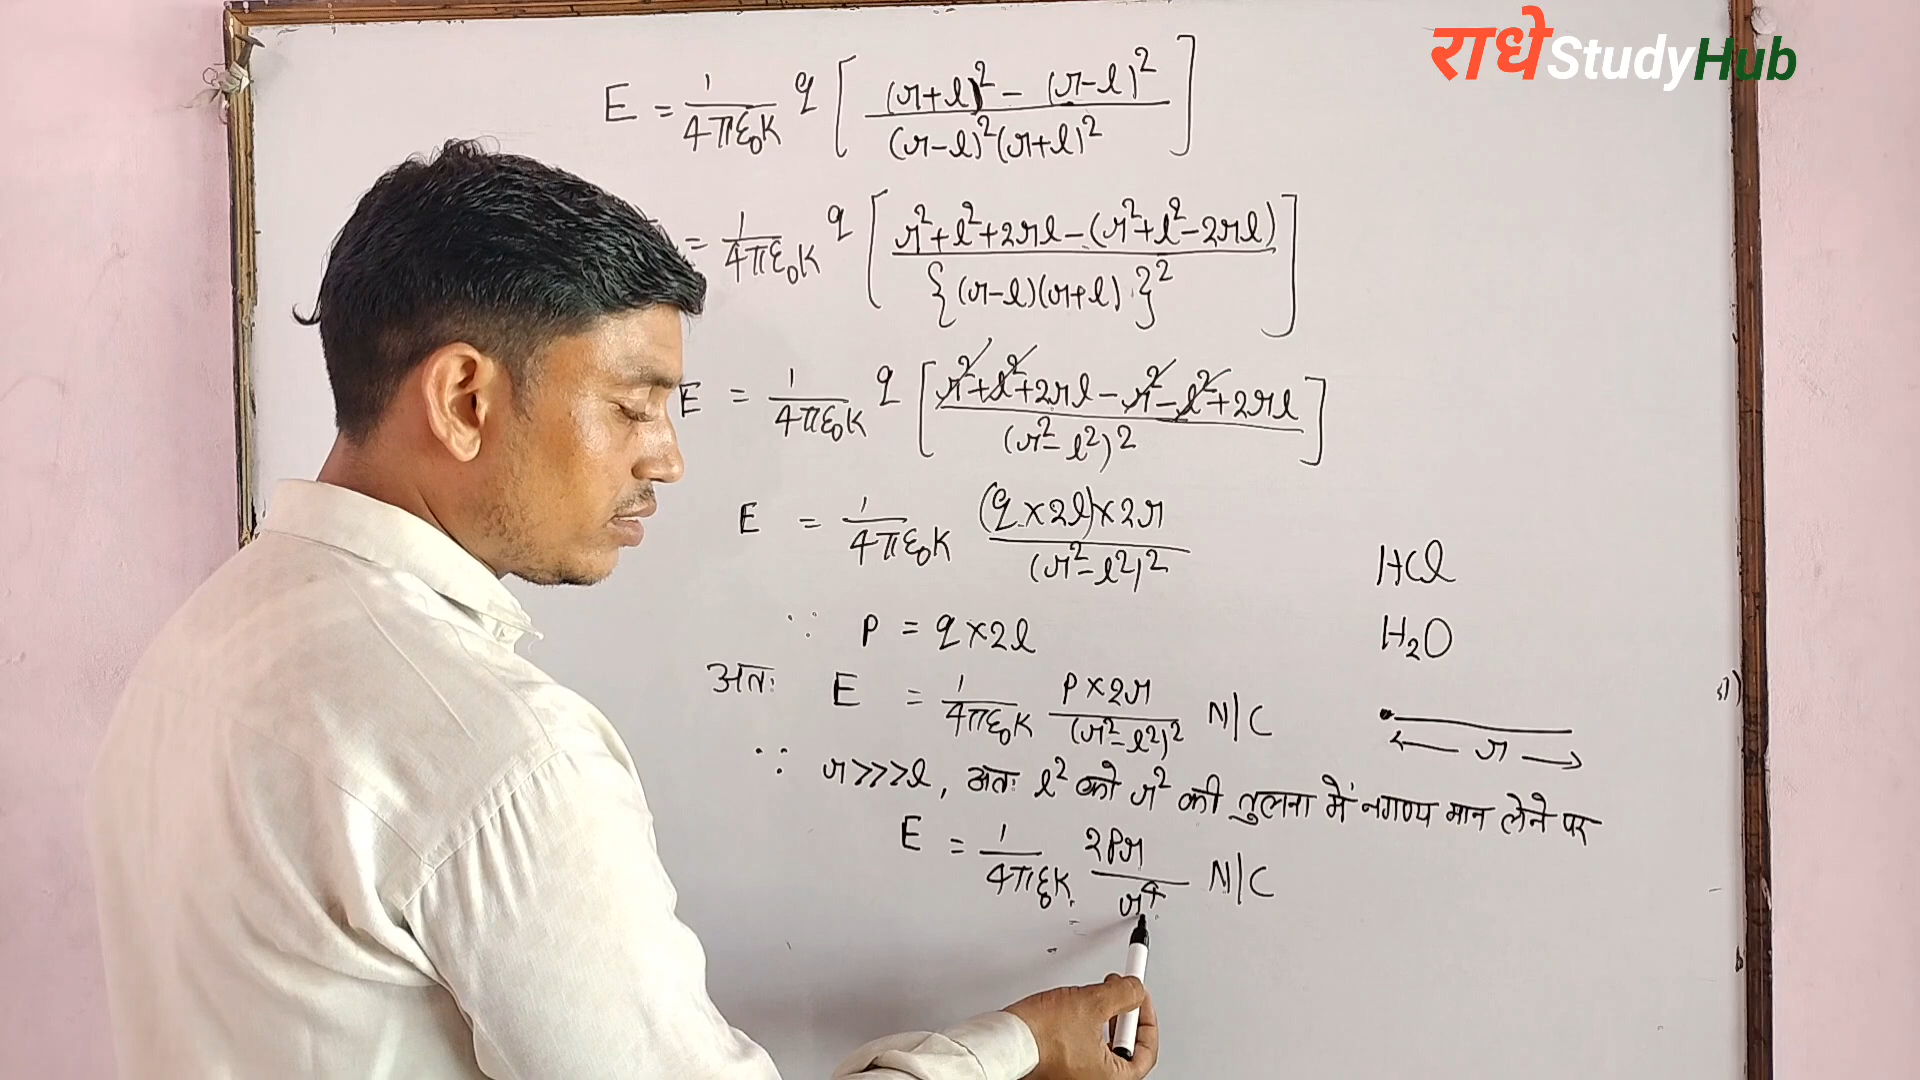 राधे StudyHub
E = 1/4πε₀K q [ (r+l)² - (r-l)² / (r-l)²(r+l)² ]
= 1/4πε₀K q [ r²+l²+2rl-(r²+l²-2rl) / {(r-l)(r+l)}² ]
E = 1/4πε₀K q [ r²+l²+2rl-r²-l²+2rl / (r²-l²)² ]
E = 1/4πε₀K (q×2l)×2r / (r²-l²)²
HCl
∵ P = q×2l
H₂O
अतः E = 1/4πε₀K P×2r / (r²-l²)² N/C
r
∵ r>>>l, अतः l² को r² की तुलना में नगण्य मान लेने पर
E = 1/4πε₀K 2Pr / r⁴ N/C